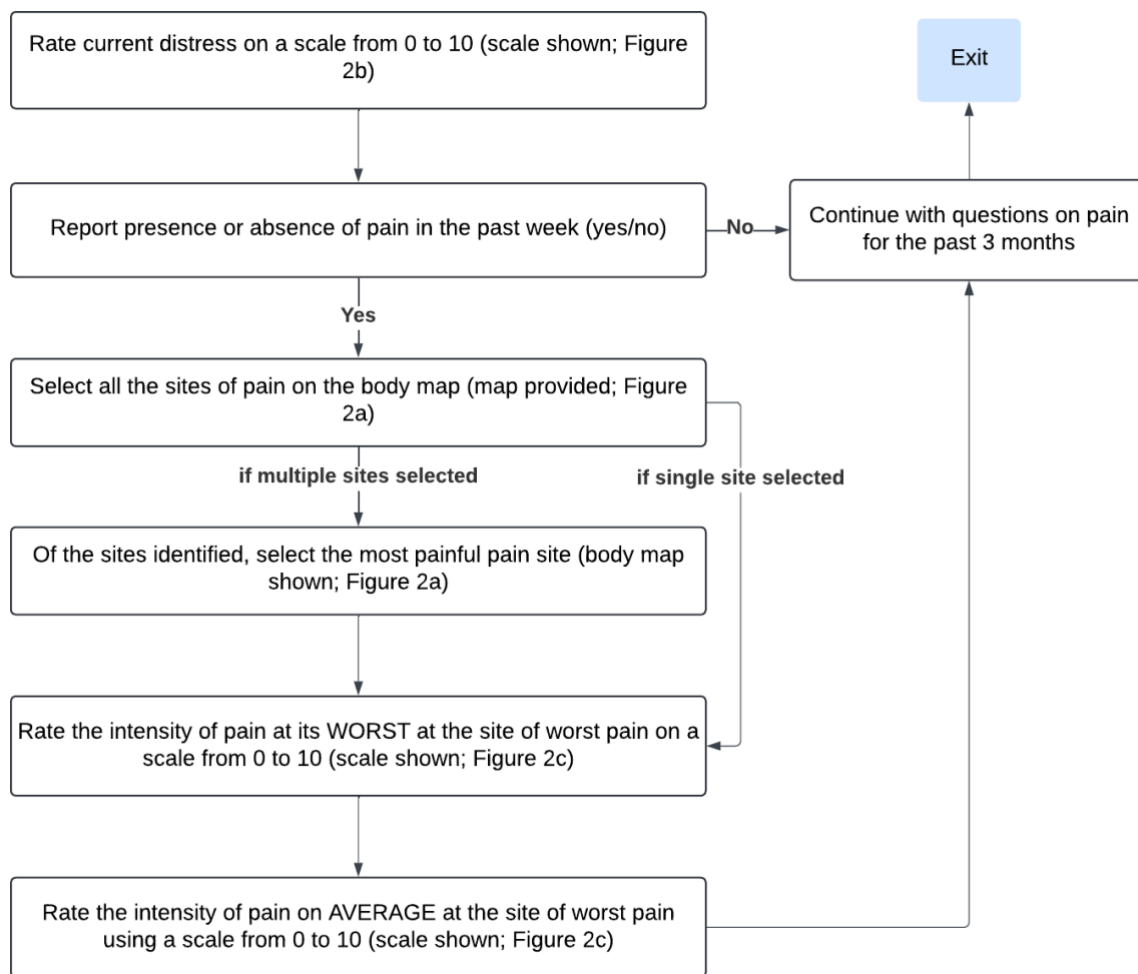 Rate current distress on a scale from 0 to 10 (scale shown; Figure
2b)
Exit
Report presence or absence of pain in the past week (yes/no)
No
Continue with questions on pain
for the past 3 months
Yes
Select all the sites of pain on the body map (map provided; Figure
2a)
if multiple sites selected
if single site selected
Of the sites identified, select the most painful pain site (body map
shown; Figure 2a)
Rate the intensity of pain at its WORST at the site of worst pain on a
scale from 0 to 10 (scale shown; Figure 2c)
Rate the intensity of pain on AVERAGE at the site of worst pain
using a scale from 0 to 10 (scale shown; Figure 2c)